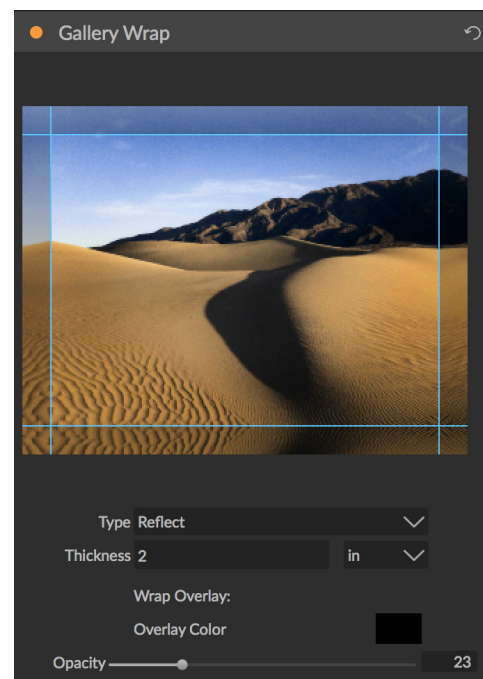 Gallery Wrap
Type Reflect
Thickness 2 in
Wrap Overlay:
Overlay Color
Opacity 23